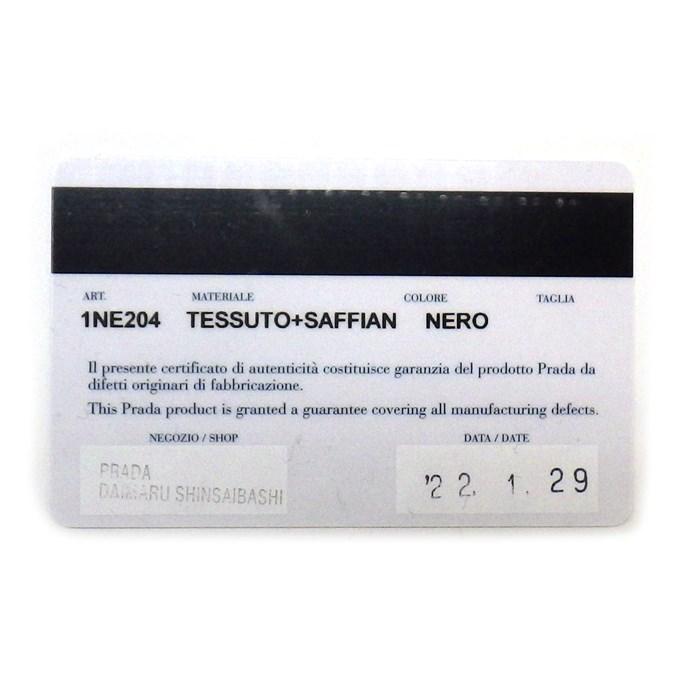 ART. MATERIALE COLORE TAGLIA
1NE204 TESSUTO+SAFFIAN NERO
Il presente certificato di autenticità costituisce garanzia del prodotto Prada da
difetti originari di fabbricazione.
This Prada product is granted a guarantee covering all manufacturing defects.
NEGOZIO / SHOP DATA / DATE
PRADA
DAIMARU SHINSAIBASHI
'22. 1. 29